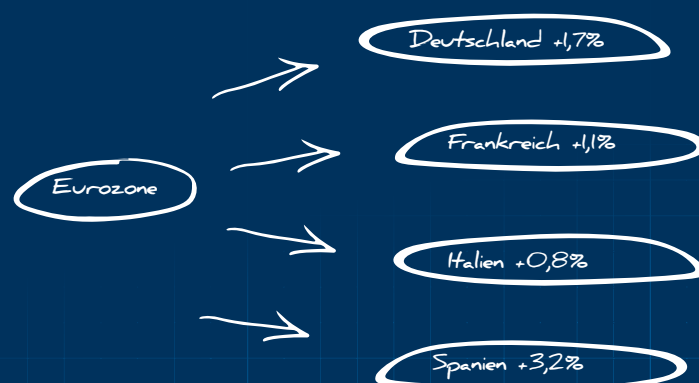 Deutschland +1,7%
Frankreich +1,1%
Eurozone
Italien +0,8%
Spanien +3,2%